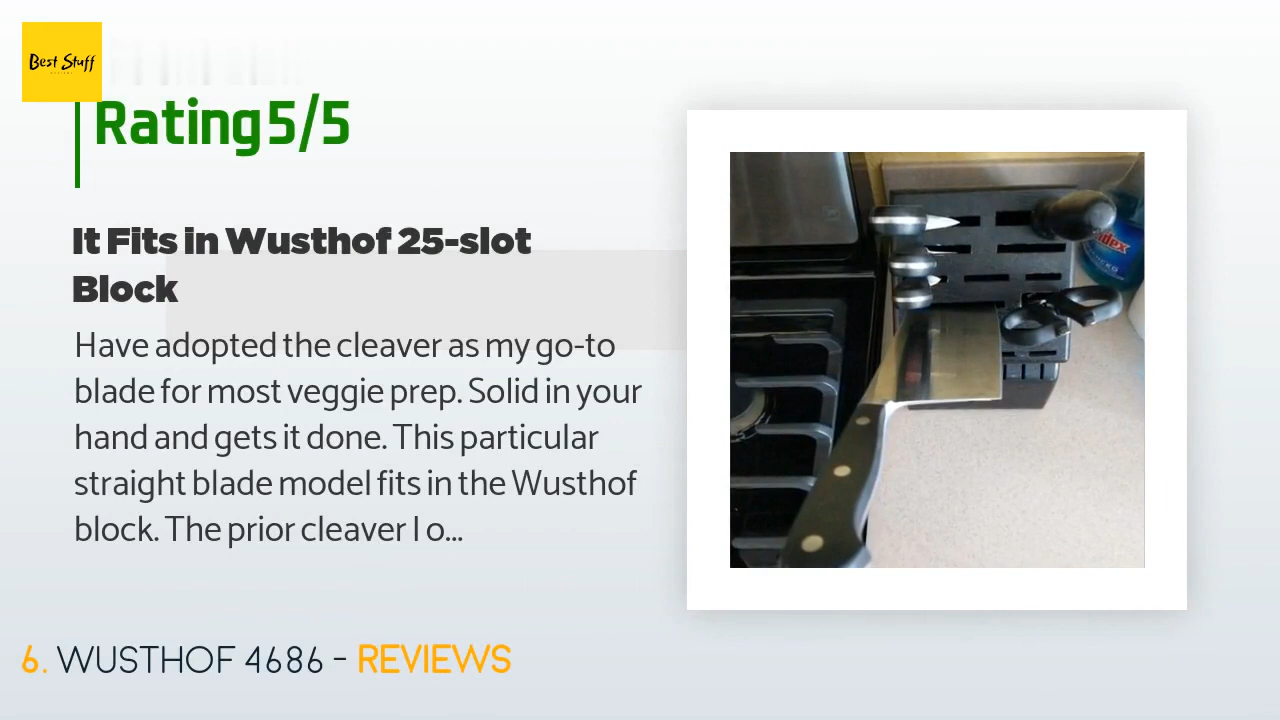 Best Stuff
Rating 5/5
It Fits in Wusthof 25-slot
Block
Have adopted the cleaver as my go-to
blade for most veggie prep. Solid in your
hand and gets it done. This particular
straight blade model fits in the Wusthof
block. The prior cleaver I o...
6. WUSTHOF 4686 - REVIEWS